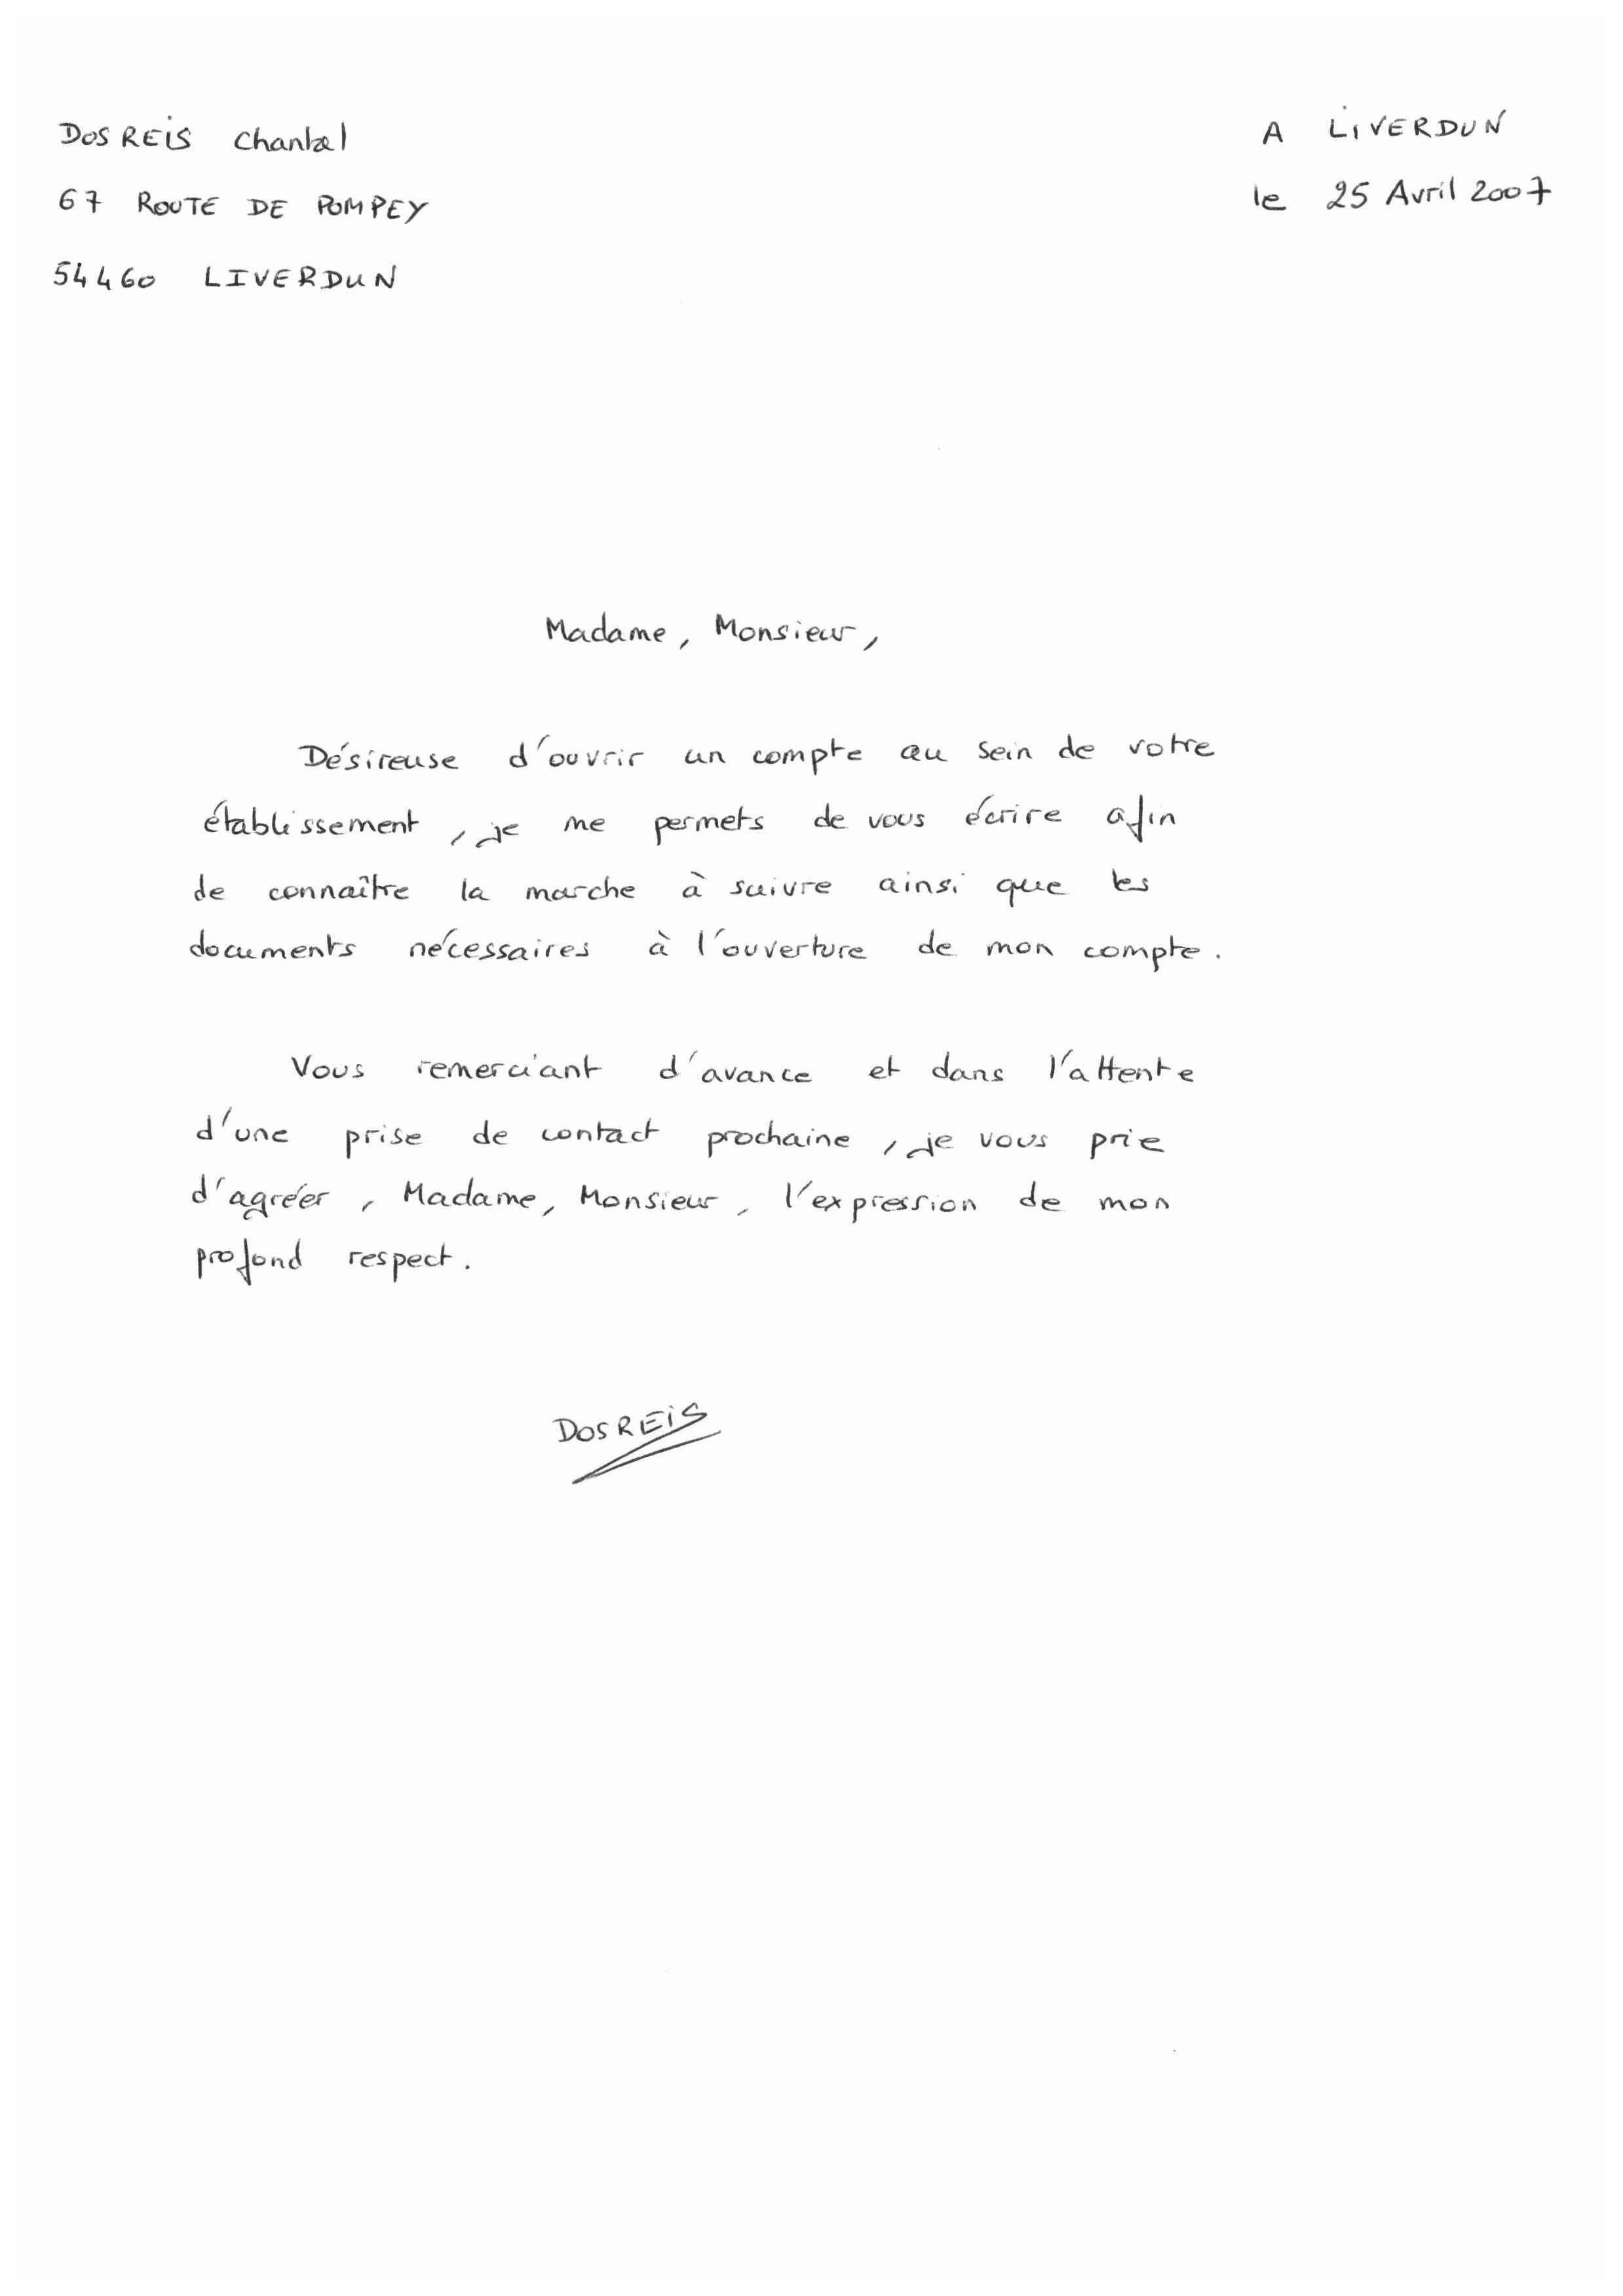 DOS REIS Chantal
67 ROUTE DE POMPEY
54460 LIVERDUN
A LIVERDUN
le 25 Avril 2007
Madame, Monsieur,
Désireuse d'ouvrir un compte au sein de votre
établissement, je me permets de vous écrire afin
de connaître la marche à suivre ainsi que les
documents nécessaires à l'ouverture de mon compte.
Vous remerciant d'avance et dans l'attente
d'une prise de contact prochaine, je vous prie
d'agréer, Madame, Monsieur, l'expression de mon
profond respect.
DOS REIS